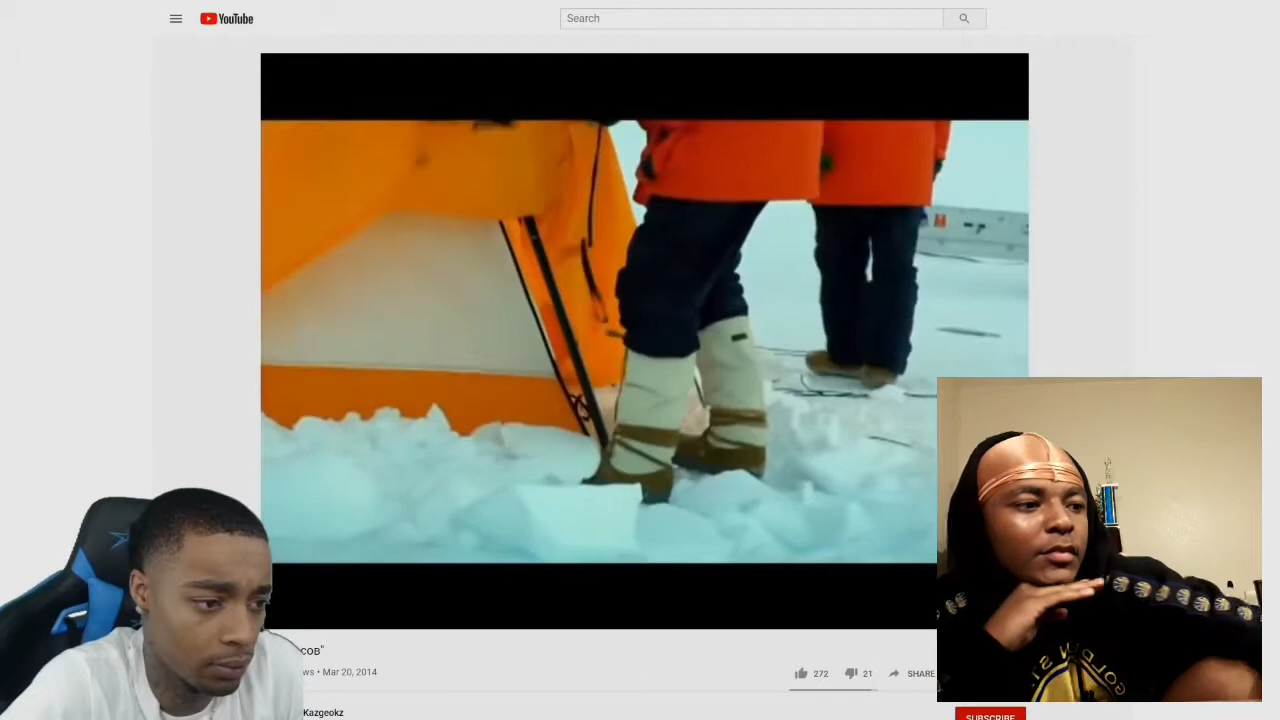 YouTube
Search
сов"
ws • Mar 20, 2014
272
21
SHARE
Kazgeokz
SUBSCRIBE